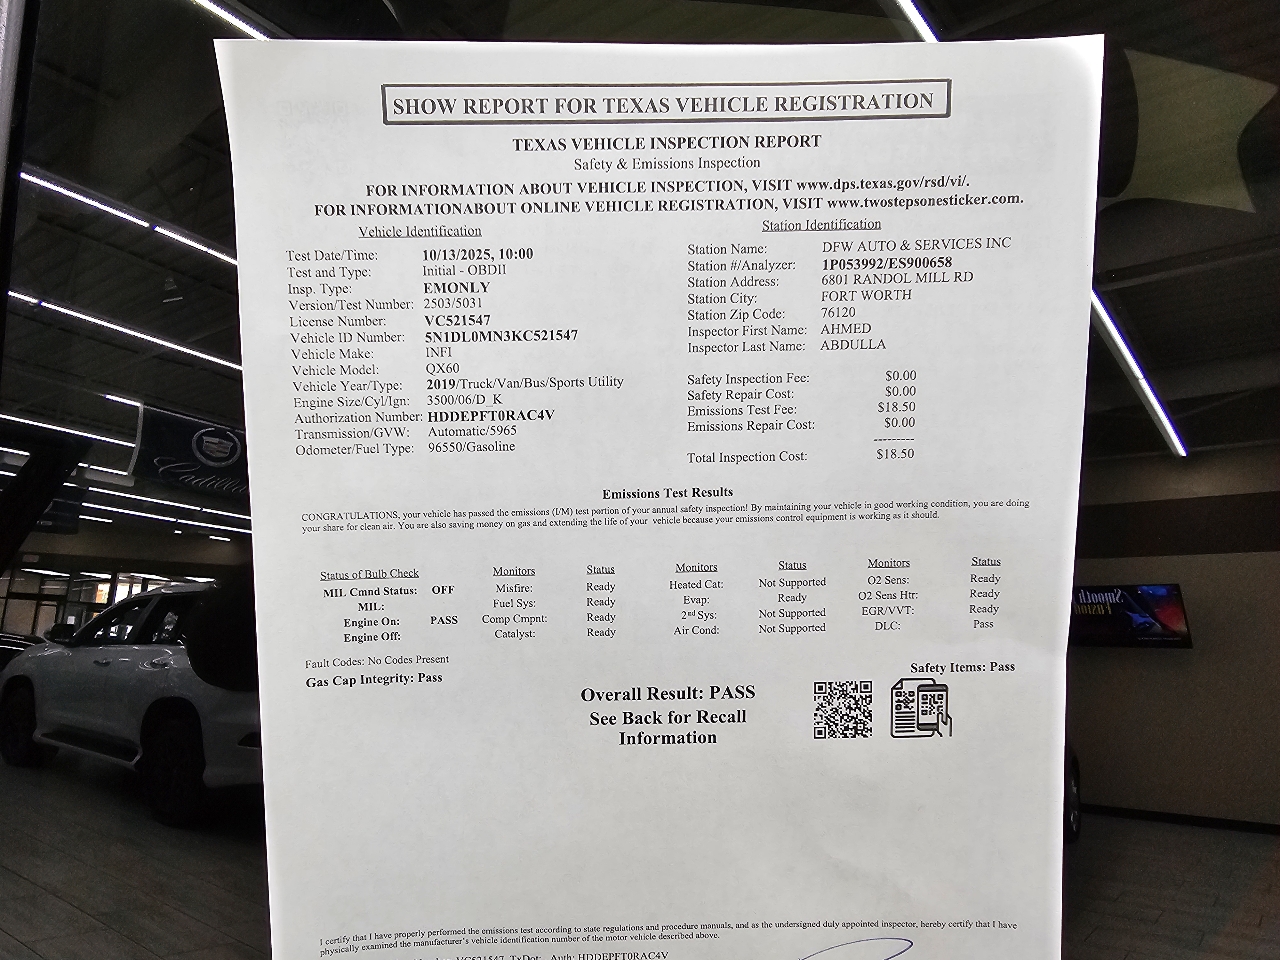 SHOW REPORT FOR TEXAS VEHICLE REGISTRATION
TEXAS VEHICLE INSPECTION REPORT
Safety & Emissions Inspection
FOR INFORMATION ABOUT VEHICLE INSPECTION, VISIT www.dps.texas.gov/rsd/vi/.
FOR INFORMATIONABOUT ONLINE VEHICLE REGISTRATION, VISIT www.twostepsonesticker.com.
Vehicle Identification
Test Date/Time: 10/13/2025, 10:00
Test and Type: Initial - OBDII
Insp. Type: EMONLY
Version/Test Number: 2503/5031
License Number: VC521547
Vehicle ID Number: 5N1DL0MN3KC521547
Vehicle Make: INFI
Vehicle Model: QX60
Vehicle Year/Type: 2019/Truck/Van/Bus/Sports Utility
Engine Size/Cyl/Ign: 3500/06/D K
Authorization Number: HDDEPFT0RAC4V
Transmission/GVW: Automatic/5965
Odometer/Fuel Type: 96550/Gasoline
Station Identification
Station Name: DFW AUTO & SERVICES INC
Station #/Analyzer: 1P053992/ES900658
Station Address: 6801 RANDOL MILL RD
Station City: FORT WORTH
Station Zip Code: 76120
Inspector First Name: AHMED
Inspector Last Name: ABDULLA
Safety Inspection Fee: $0.00
Safety Repair Cost: $0.00
Emissions Test Fee: $18.50
Emissions Repair Cost: $0.00
---------
Total Inspection Cost: $18.50
Emissions Test Results
CONGRATULATIONS, your vehicle has passed the emissions (I/M) test portion of your annual safety inspection! By maintaining your vehicle in good working condition, you are doing
your share for clean air. You are also saving money on gas and extending the life of your vehicle because your emissions control equipment is working as it should.
Status of Bulb Check Monitors Status Monitors Status Monitors Status
MIL Cmnd Status: OFF Misfire: Ready Heated Cat: Not Supported O2 Sens: Ready
MIL: Fuel Sys: Ready Evap: Ready O2 Sens Htr: Ready
Engine On: PASS Comp Cmpnt: Ready 2nd Sys: Not Supported EGR/VVT: Ready
Engine Off: Catalyst: Ready Air Cond: Not Supported DLC: Pass
Fault Codes: No Codes Present
Gas Cap Integrity: Pass
Safety Items: Pass
Overall Result: PASS
See Back for Recall
Information
I certify that I have properly performed the emissions test according to state regulations and procedure manuals, and as the undersigned duly appointed inspector, hereby certify that I have
physically examined the manufacturer's vehicle identification number of the motor vehicle described above.
VC521547 TxDot: Auth: HDDEPFT0RAC4V
Cadillac
Smooth
Fusion